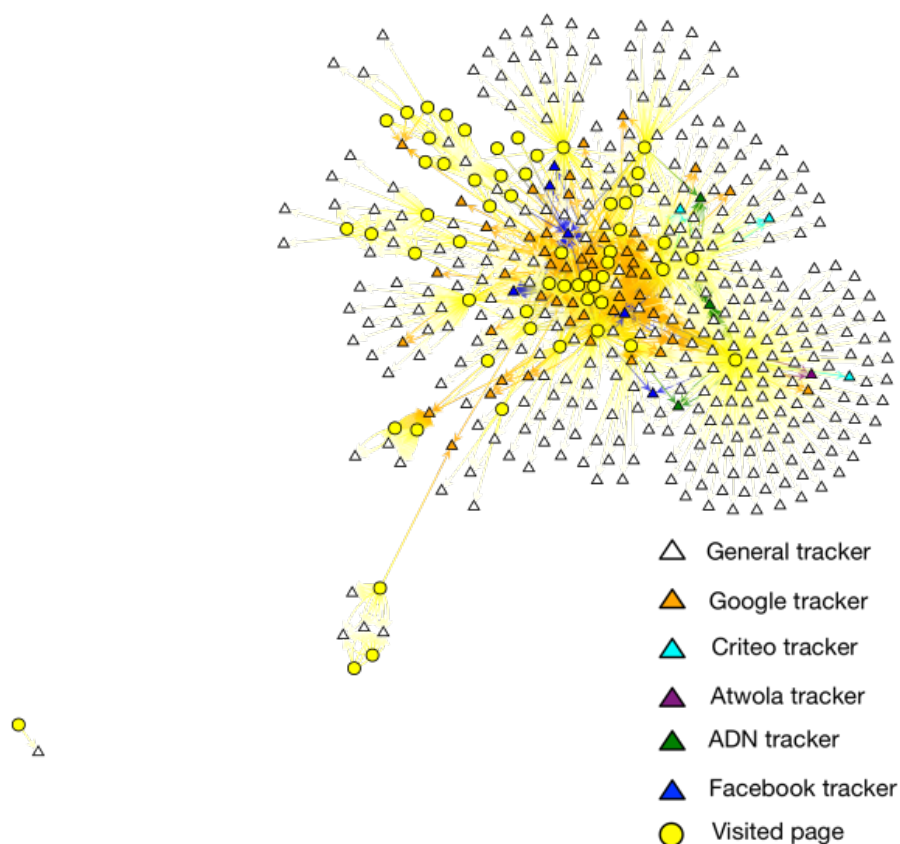 General tracker
Google tracker
Criteo tracker
Atwola tracker
ADN tracker
Facebook tracker
Visited page